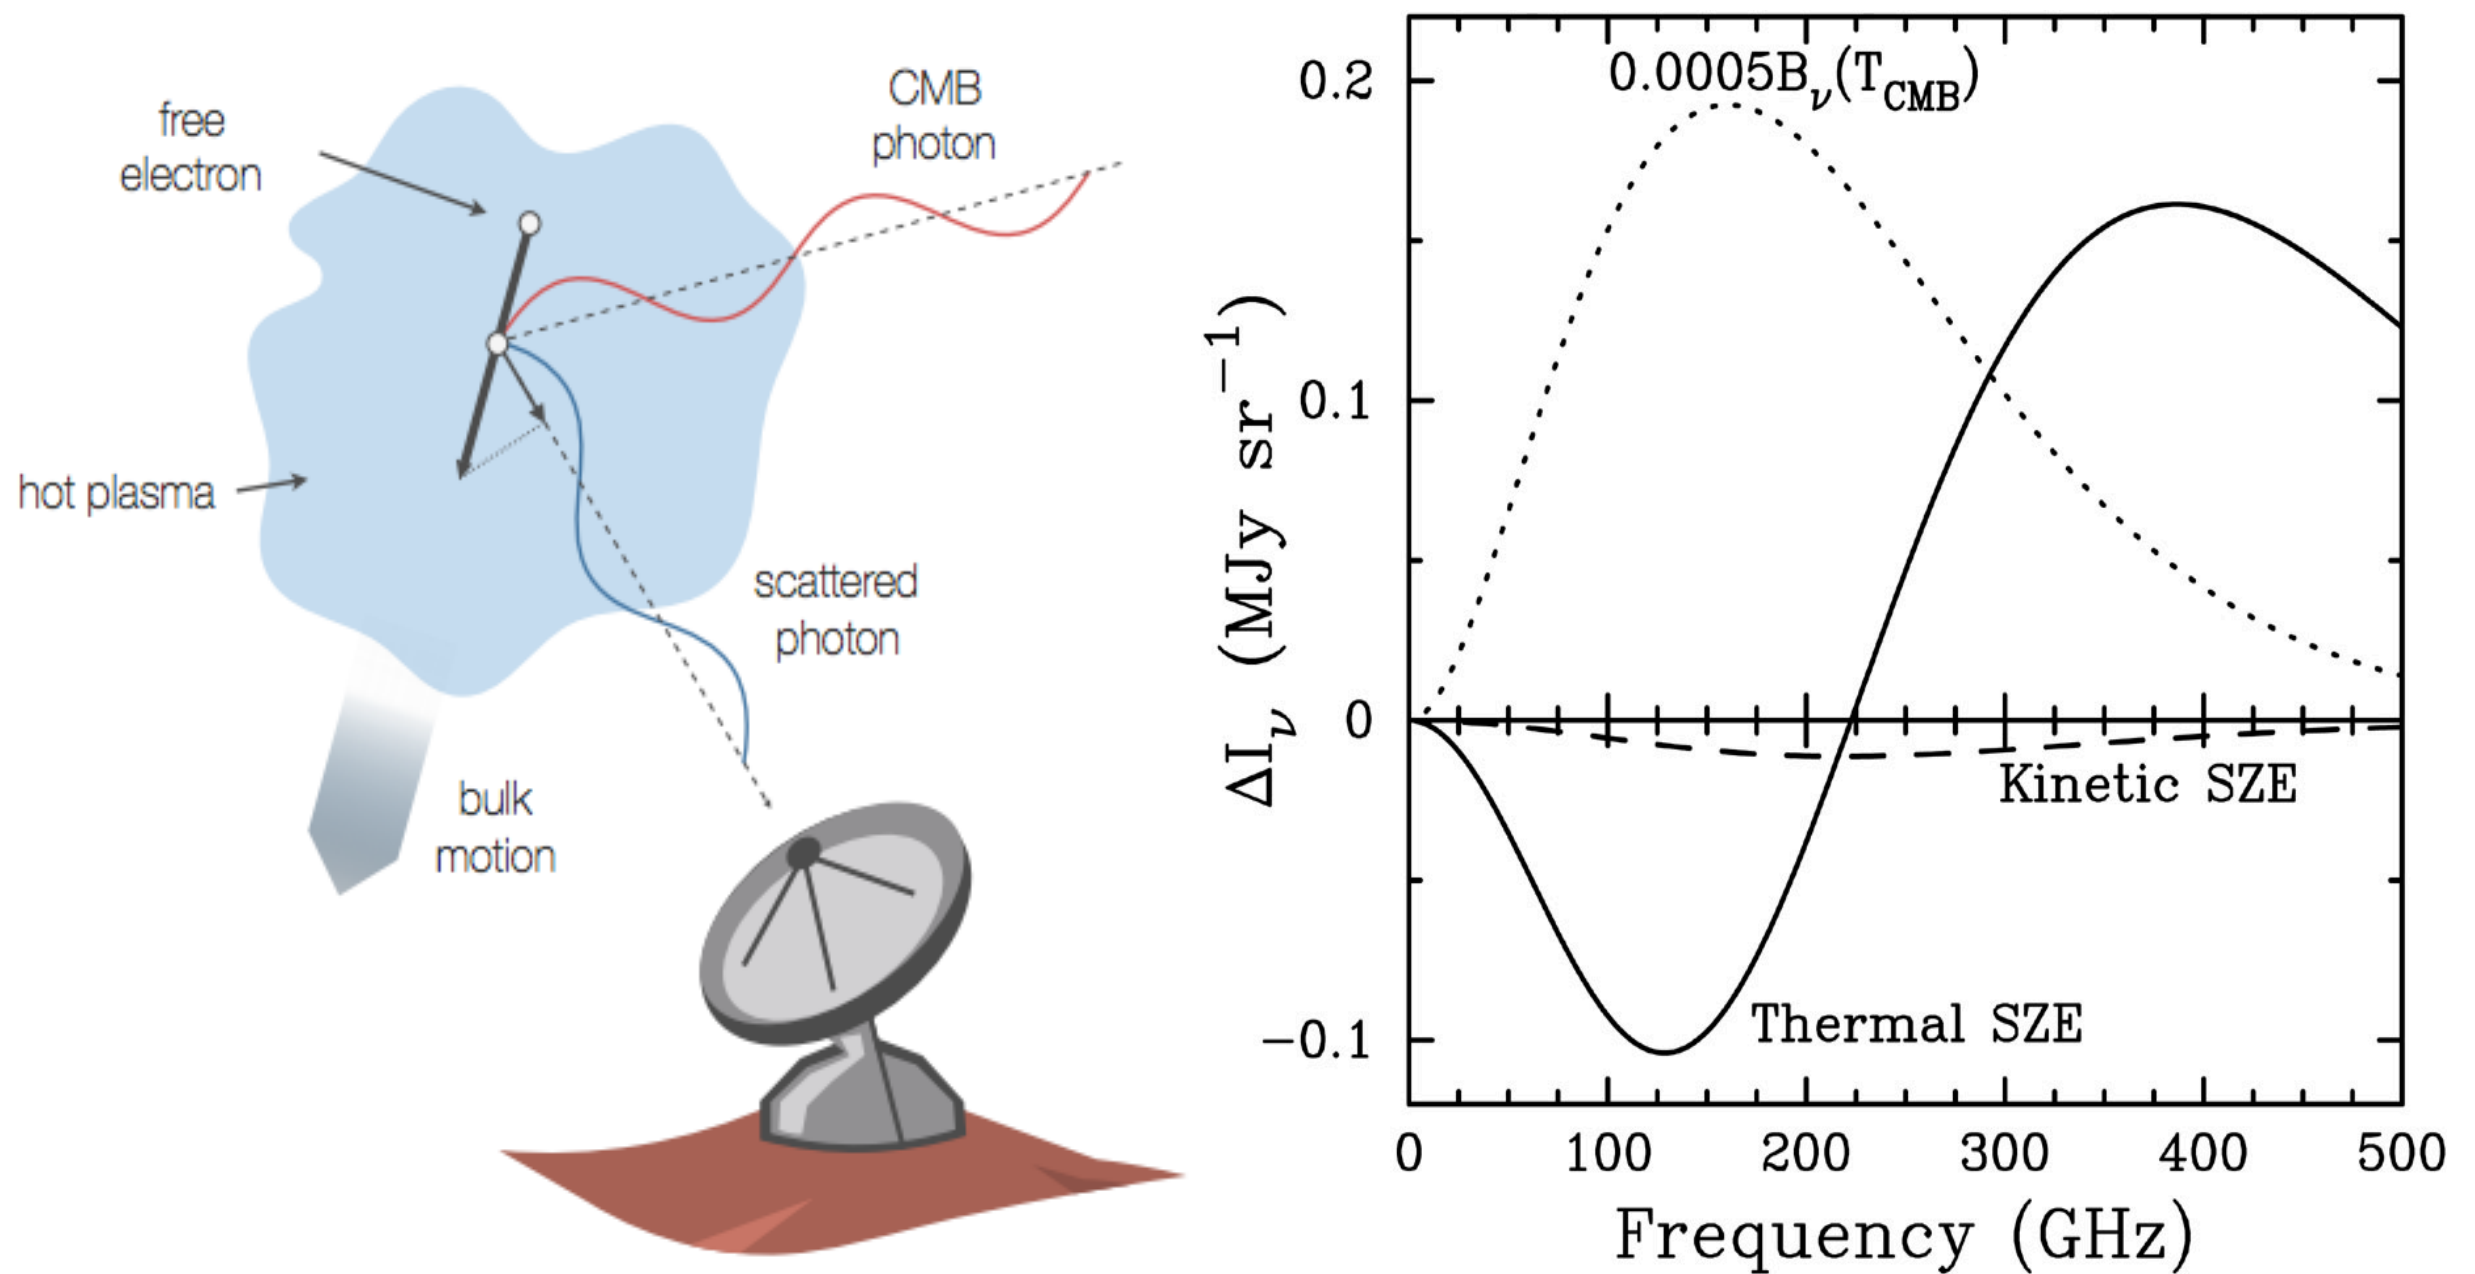 free
electron
CMB
photon
hot plasma
scattered
photon
bulk
motion
0.0005Bν(TCMB)
0.2
0.1
0
−0.1
ΔIν (MJy sr−1)
Kinetic SZE
Thermal SZE
0 100 200 300 400 500
Frequency (GHz)